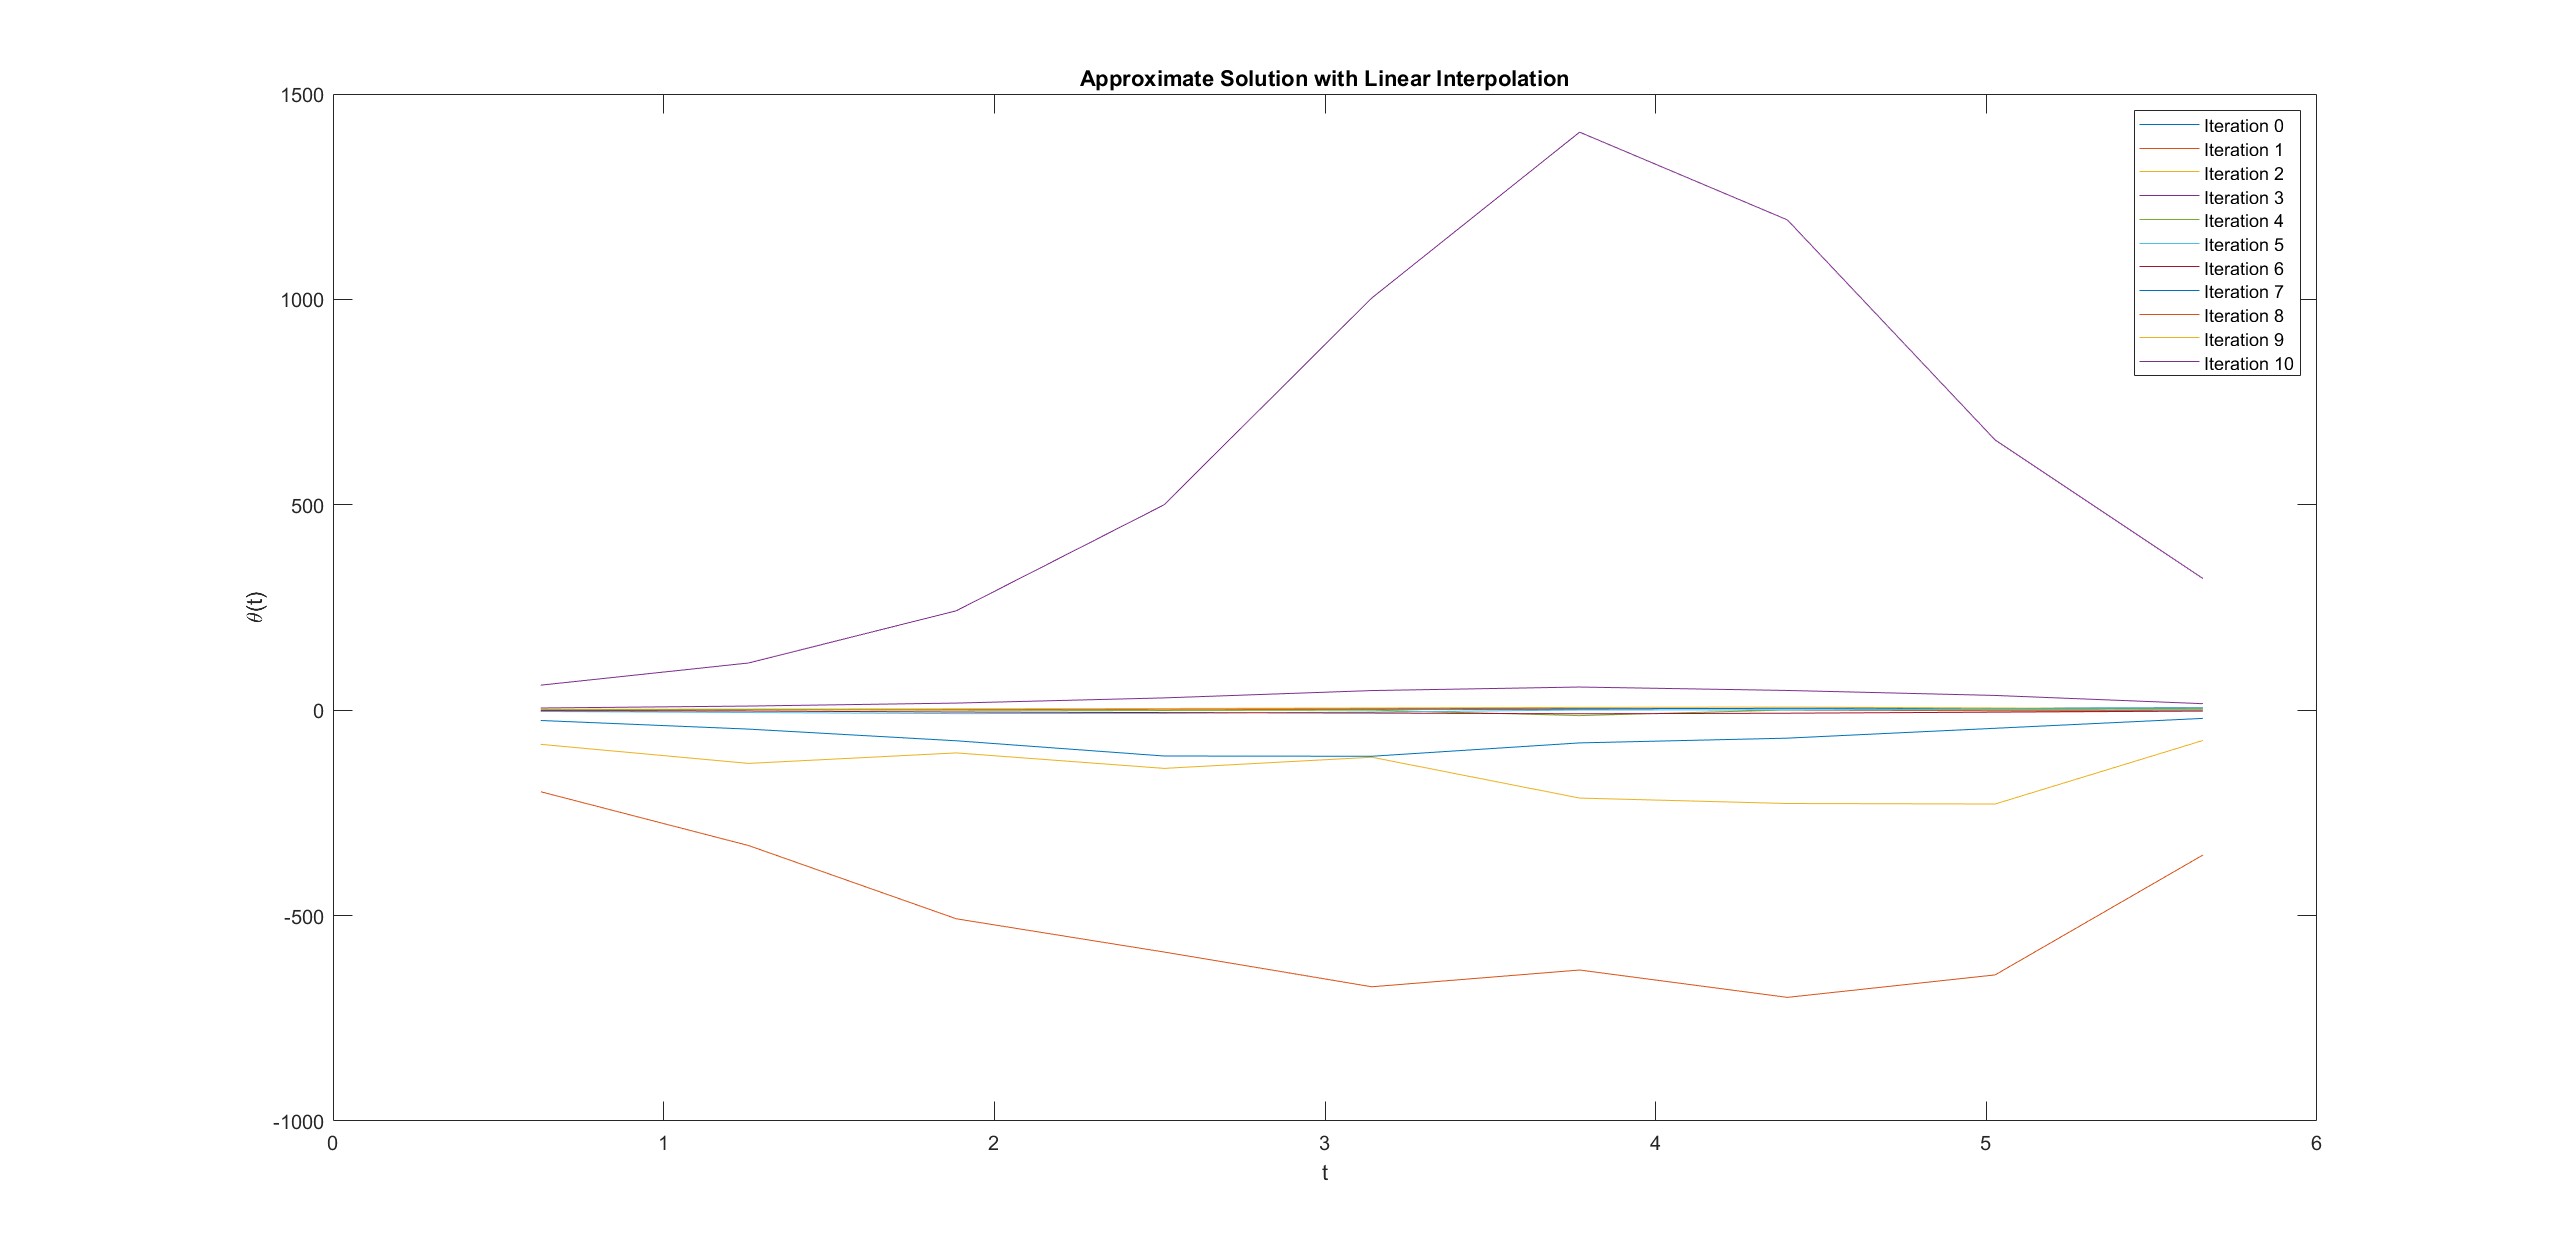 Approximate Solution with Linear Interpolation
1500
1000
500
0
-500
-1000
θ(t)
0 1 2 3 4 5 6
t
Iteration 0
Iteration 1
Iteration 2
Iteration 3
Iteration 4
Iteration 5
Iteration 6
Iteration 7
Iteration 8
Iteration 9
Iteration 10